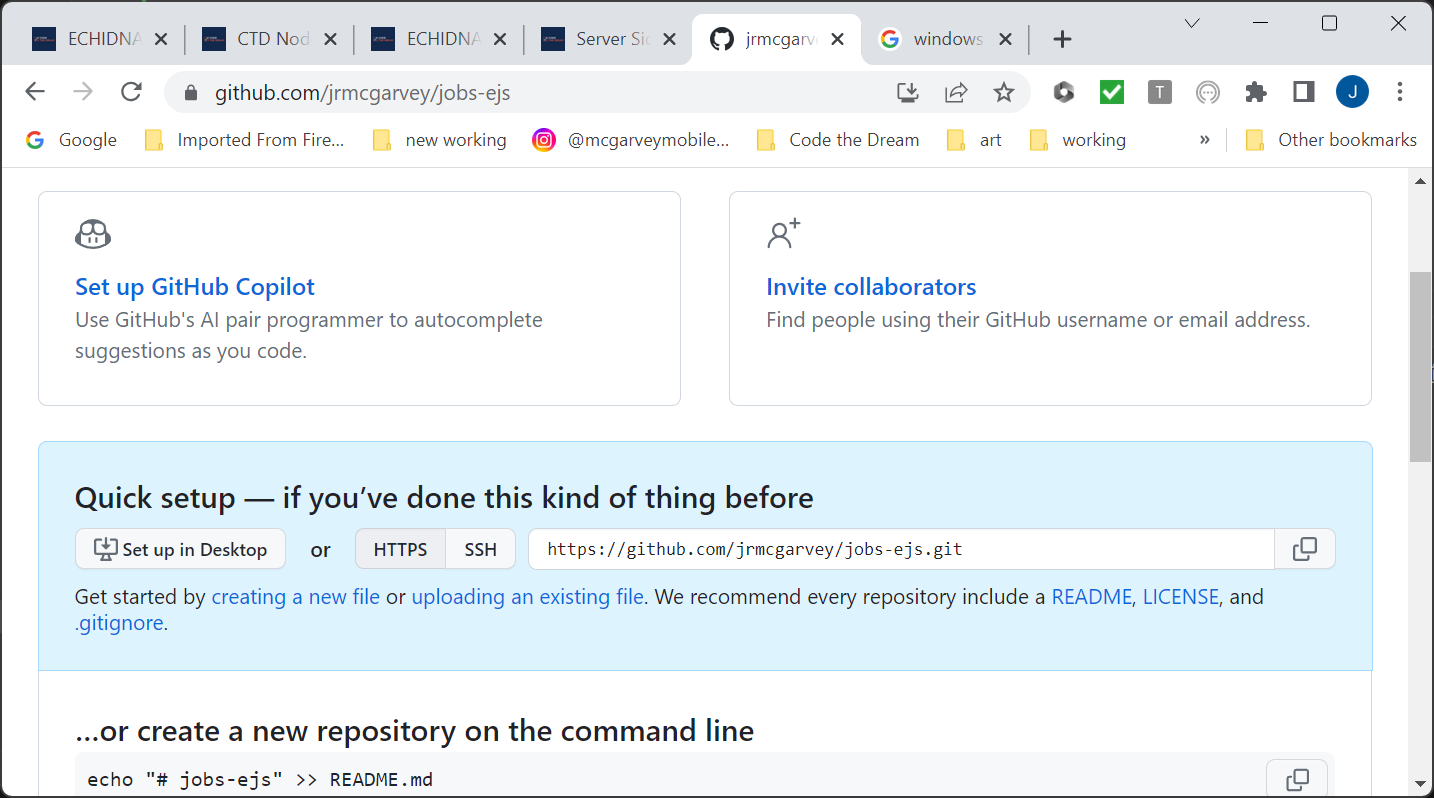 ECHIDNA
CTD Nod
ECHIDNA
Server Sid
jrmcgarv
windows
github.com/jrmcgarvey/jobs-ejs
T
J
Google
Imported From Fire...
new working
@mcgarveymobile...
Code the Dream
art
working
»
Other bookmarks
Set up GitHub Copilot
Use GitHub's AI pair programmer to autocomplete
suggestions as you code.
Invite collaborators
Find people using their GitHub username or email address.
Quick setup — if you’ve done this kind of thing before
Set up in Desktop or HTTPS SSH https://github.com/jrmcgarvey/jobs-ejs.git
Get started by creating a new file or uploading an existing file. We recommend every repository include a README, LICENSE, and
.gitignore.
…or create a new repository on the command line
echo "# jobs-ejs" >> README.md